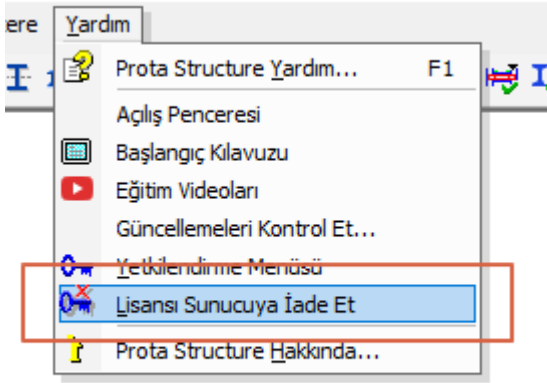 ere Yardım
Prota Structure Yardım... F1
Açılış Penceresi
Başlangıç Kılavuzu
Eğitim Videoları
Güncellemeleri Kontrol Et...
Yetkilendirme Menüsü
Lisansı Sunucuya İade Et
Prota Structure Hakkında...